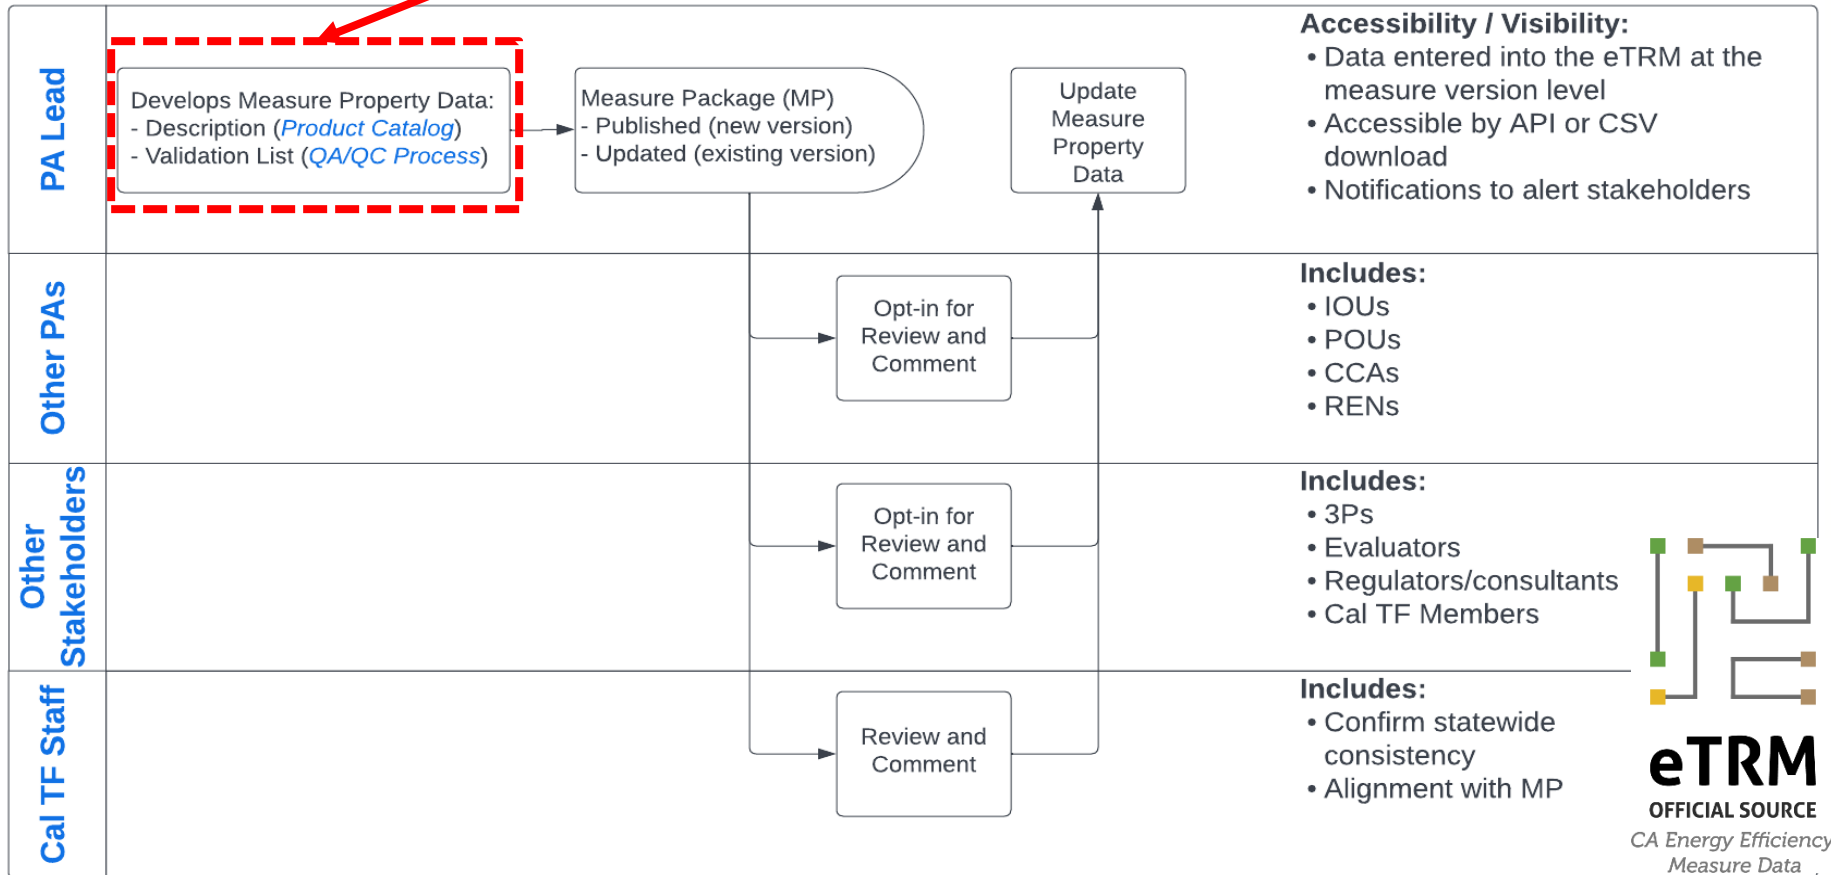 PA Lead
Develops Measure Property Data:
- Description (Product Catalog)
- Validation List (QA/QC Process)
Measure Package (MP)
- Published (new version)
- Updated (existing version)
Update
Measure
Property
Data
Accessibility / Visibility:
• Data entered into the eTRM at the
measure version level
• Accessible by API or CSV
download
• Notifications to alert stakeholders
Other PAs
Opt-in for
Review and
Comment
Includes:
• IOUs
• POUs
• CCAs
• RENs
Other
Stakeholders
Opt-in for
Review and
Comment
Includes:
• 3Ps
• Evaluators
• Regulators/consultants
• Cal TF Members
Cal TF Staff
Review and
Comment
Includes:
• Confirm statewide
consistency
• Alignment with MP
eTRM
OFFICIAL SOURCE
CA Energy Efficiency
Measure Data